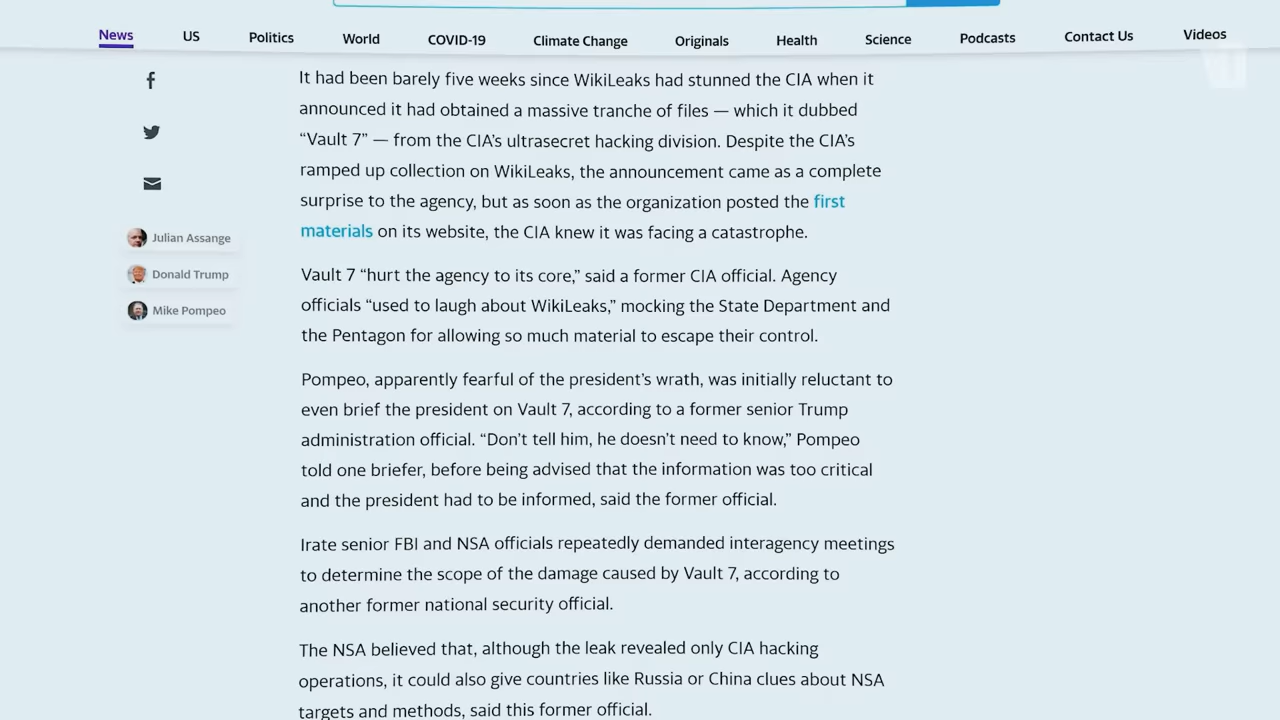 News US Politics World COVID-19 Climate Change Originals Health Science Podcasts Contact Us Videos
Julian Assange
Donald Trump
Mike Pompeo
It had been barely five weeks since WikiLeaks had stunned the CIA when it
announced it had obtained a massive tranche of files — which it dubbed
“Vault 7” — from the CIA’s ultrasecret hacking division. Despite the CIA’s
ramped up collection on WikiLeaks, the announcement came as a complete
surprise to the agency, but as soon as the organization posted the first
materials on its website, the CIA knew it was facing a catastrophe.
Vault 7 “hurt the agency to its core,” said a former CIA official. Agency
officials “used to laugh about WikiLeaks,” mocking the State Department and
the Pentagon for allowing so much material to escape their control.
Pompeo, apparently fearful of the president’s wrath, was initially reluctant to
even brief the president on Vault 7, according to a former senior Trump
administration official. “Don’t tell him, he doesn’t need to know,” Pompeo
told one briefer, before being advised that the information was too critical
and the president had to be informed, said the former official.
Irate senior FBI and NSA officials repeatedly demanded interagency meetings
to determine the scope of the damage caused by Vault 7, according to
another former national security official.
The NSA believed that, although the leak revealed only CIA hacking
operations, it could also give countries like Russia or China clues about NSA
targets and methods, said this former official.